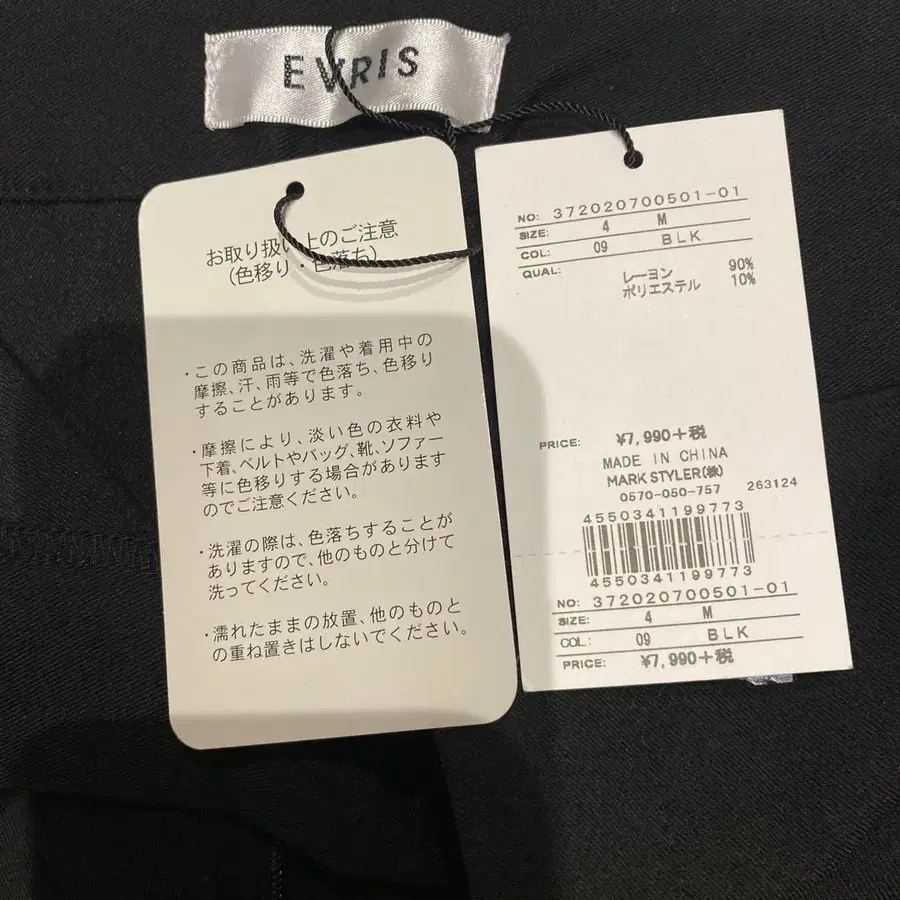 EVRIS
お取り扱い上のご注意
(色移り・色落ち)
・この商品は、洗濯や着用中の
摩擦、汗、雨等で色落ち、色移り
することがあります。
・摩擦により、淡い色の衣料や
下着、ベルトやバッグ、靴、ソファー
等に色移りする場合があります
のでご注意ください。
・洗濯の際は、色落ちすることが
ありますので、他のものと分けて
洗ってください。
・濡れたままの放置、他のものと
の重ね置きはしないでください。
NO: 372020700501-01
SIZE: 4 M
COL: 09 BLK
QUAL: レーヨン 90%
ポリエステル 10%
PRICE: ¥7,990+税
MADE IN CHINA
MARK STYLER(株)
0570-050-757 263124
4550341199773
4550341199773
NO: 372020700501-01
SIZE: 4 M
COL: 09 BLK
PRICE: ¥7,990+税